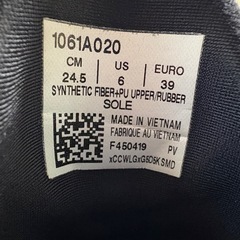 1061A020
CM US EURO
24.5 6 39
SYNTHETIC FIBER+PU UPPER/RUBBER
SOLE
MADE IN VIETNAM
FABRIQUE AU VIETNAM
F450419 PV
xCCWLGxG5D5KSMD